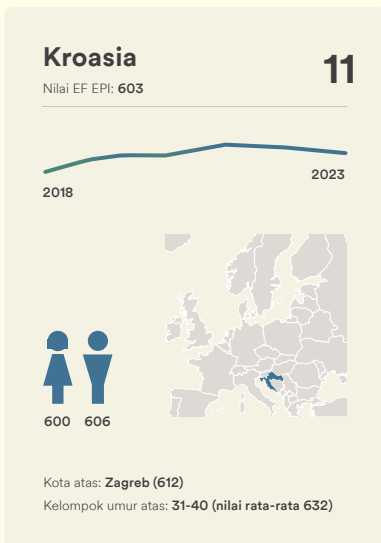 Kroasia
11
Nilai EF EPI: 603
2023
2018
600 606
Kota atas: Zagreb (612)
Kelompok umur atas: 31-40 (nilai rata-rata 632)